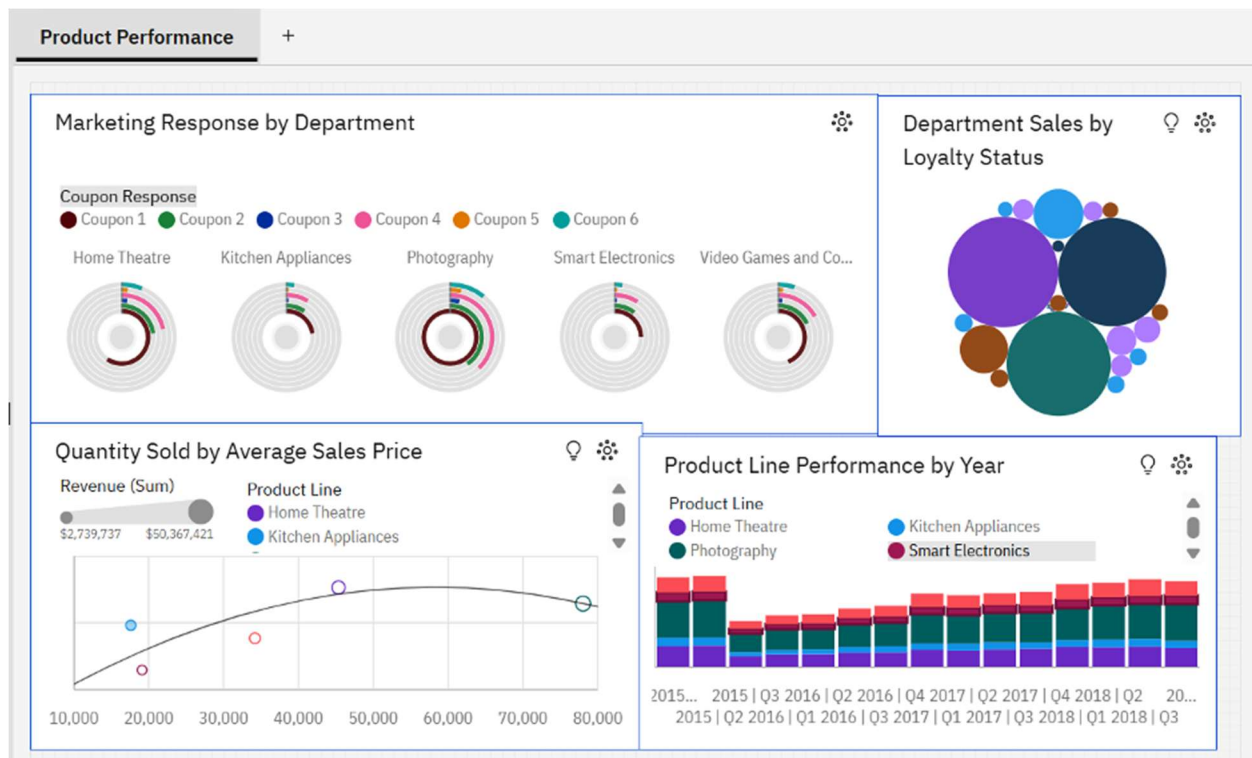 Product Performance +
Marketing Response by Department
Coupon Response
Coupon 1 Coupon 2 Coupon 3 Coupon 4 Coupon 5 Coupon 6
Home Theatre Kitchen Appliances Photography Smart Electronics Video Games and Co...
Department Sales by
Loyalty Status
Quantity Sold by Average Sales Price
Revenue (Sum)
$2,739,737 $50,367,421
Product Line
Home Theatre
Kitchen Appliances
10,000 20,000 30,000 40,000 50,000 60,000 70,000 80,000
Product Line Performance by Year
Product Line
Home Theatre Kitchen Appliances
Photography Smart Electronics
2015... 2015 | Q3 2016 | Q2 2016 | Q4 2017 | Q2 2017 | Q4 2018 | Q2 20...
2015 | Q2 2016 | Q1 2016 | Q3 2017 | Q1 2017 | Q3 2018 | Q1 2018 | Q3